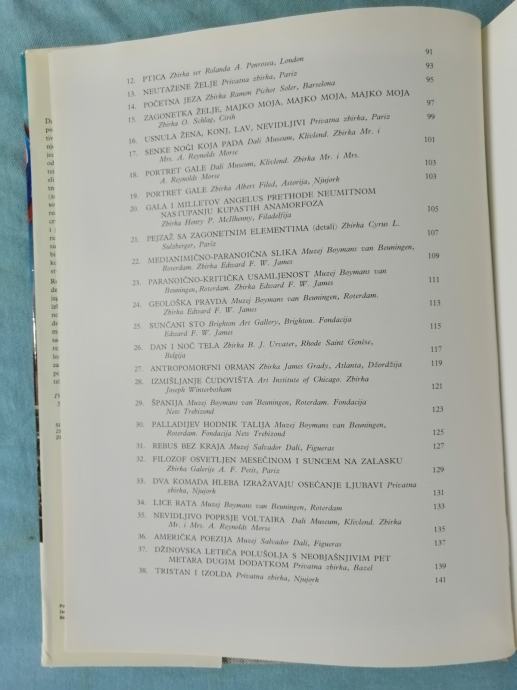 12. PTICA Zbirka ser Rolanda A. Penrosea, London 91
13. NEUTAŽENE ŽELJE Privatna zbirka, Pariz 93
14. POČETNA JEZA Zbirka Ramon Pichot Soler, Barselona 95
15. ZAGONETKA ŽELJE, MAJKO MOJA, MAJKO MOJA, MAJKO MOJA
Zbirka O. Schlag, Cirih 97
16. USNULA ŽENA, KONJ, LAV, NEVIDLJIVI Privatna zbirka, Pariz 99
17. SENKE NOĆI KOJA PADA Dali Museum, Klivlend. Zbirka Mr. i
Mrs. A. Reynolds Morse 101
18. PORTRET GALE Dali Museum, Klivlend. Zbirka Mr. i Mrs.
A. Reynolds Morse 103
19. PORTRET GALE Zbirka Albert Filed, Astorija, Njujork 103
20. GALA I MILLETOV ANGELUS PRETHODE NEUMITNOM
NASTUPANJU KUPASTIH ANAMORFOZA
Zbirka Henry P. McIlhenny, Filadelfija 105
21. PEJZAŽ SA ZAGONETNIM ELEMENTIMA (detalj) Zbirka Cyrus L.
Sulzberger, Pariz 107
22. MEDIANIMIČNO-PARANOIČNA SLIKA Muzej Boymans van Beuningen,
Roterdam. Zbirka Edward F. W. James 109
23. PARANOIČNO-KRITIČKA USAMLJENOST Muzej Boymans van
Beuningen, Roterdam. Zbirka Edward F. W. James 111
24. GEOLOŠKA PRAVDA Muzej Boymans van Beuningen, Roterdam.
Zbirka Edward F. W. James 113
25. SUNČANI STO Brighton Art Gallery, Brighton. Fondacija
Edward F. W. James 115
26. DAN I NOĆ TELA Zbirka B. J. Urvater, Rhode Saint Genèse,
Belgija 117
27. ANTROPOMORFNI ORMAN Zbirka James Grady, Atlanta, Džordžija 119
28. IZMIŠLJANJE ČUDOVIŠTA Art Institute of Chicago. Zbirka
Joseph Winterbotham 121
29. ŠPANIJA Muzej Boymans van Beuningen, Roterdam. Fondacija
Nets Trebizond 123
30. PALLADIJEV HODNIK TALIJA Muzej Boymans van Beuningen,
Roterdam. Fondacija Nets Trebizond 125
31. REBUS BEZ KRAJA Muzej Salvador Dali, Figueras 127
32. FILOZOF OSVETLJEN MESEČINOM I SUNCEM NA ZALASKU
Zbirka Galerije A. F. Petit, Pariz 129
33. DVA KOMADA HLEBA IZRAŽAVAJU OSEĆANJE LJUBAVI Privatna
zbirka, Njujork 131
34. LICE RATA Muzej Boymans van Beuningen, Roterdam 133
35. NEVIDLJIVO POPRSJE VOLTAIRA Dali Museum, Klivlend. Zbirka
Mr. i Mrs. A. Reynolds Morse 135
36. AMERIČKA POEZIJA Muzej Salvador Dali, Figueras 137
37. DŽINOVSKA LETEĆA POLUŠOLJA S NEOBJAŠNJIVIM PET
METARA DUGIM DODATKOM Privatna zbirka, Bazel 139
38. TRISTAN I IZOLDA Privatna zbirka, Njujork 141